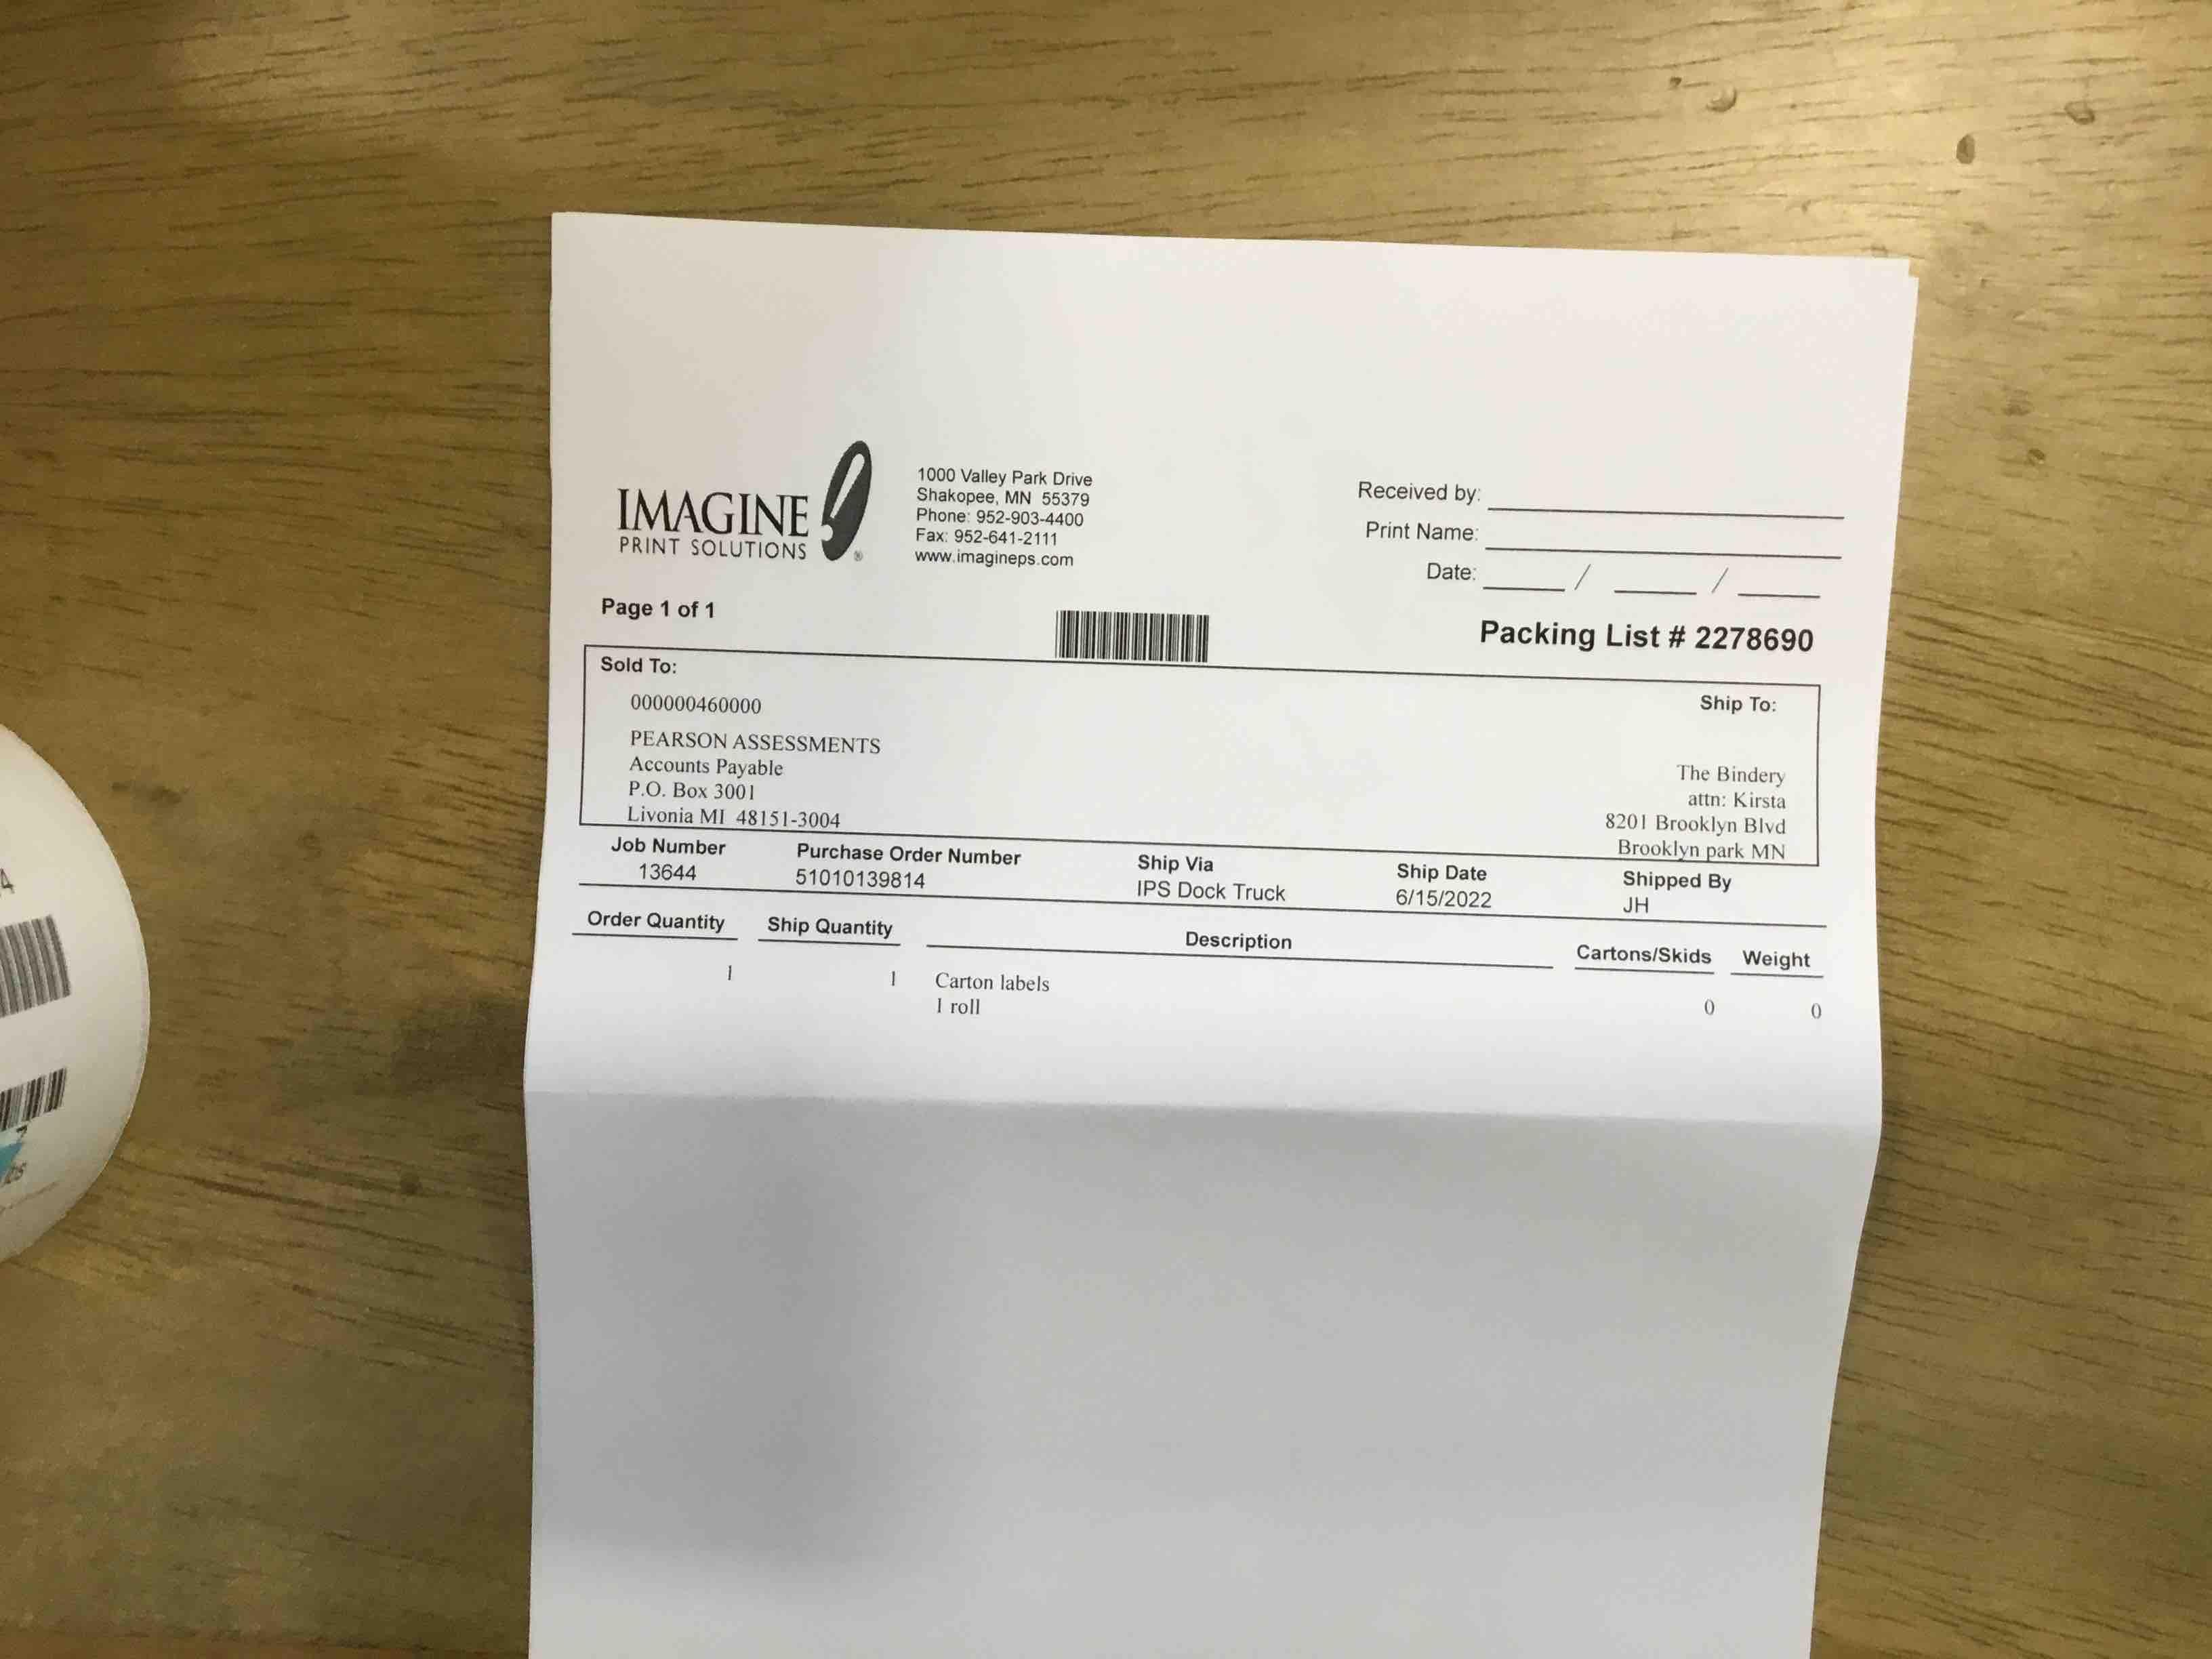 IMAGINE
PRINT SOLUTIONS
®
1000 Valley Park Drive
Shakopee, MN 55379
Phone: 952-903-4400
Fax: 952-641-2111
www.imagineps.com
Received by:
Print Name:
Date: / /
Page 1 of 1
Packing List # 2278690
Sold To:
000000460000
PEARSON ASSESSMENTS
Accounts Payable
P.O. Box 3001
Livonia MI 48151-3004
Ship To:
The Bindery
attn: Kirsta
8201 Brooklyn Blvd
Brooklyn park MN
Job Number Purchase Order Number Ship Via Ship Date Shipped By
13644 51010139814 IPS Dock Truck 6/15/2022 JH
Order Quantity Ship Quantity Description Cartons/Skids Weight
1 1 Carton labels
1 roll 0 0